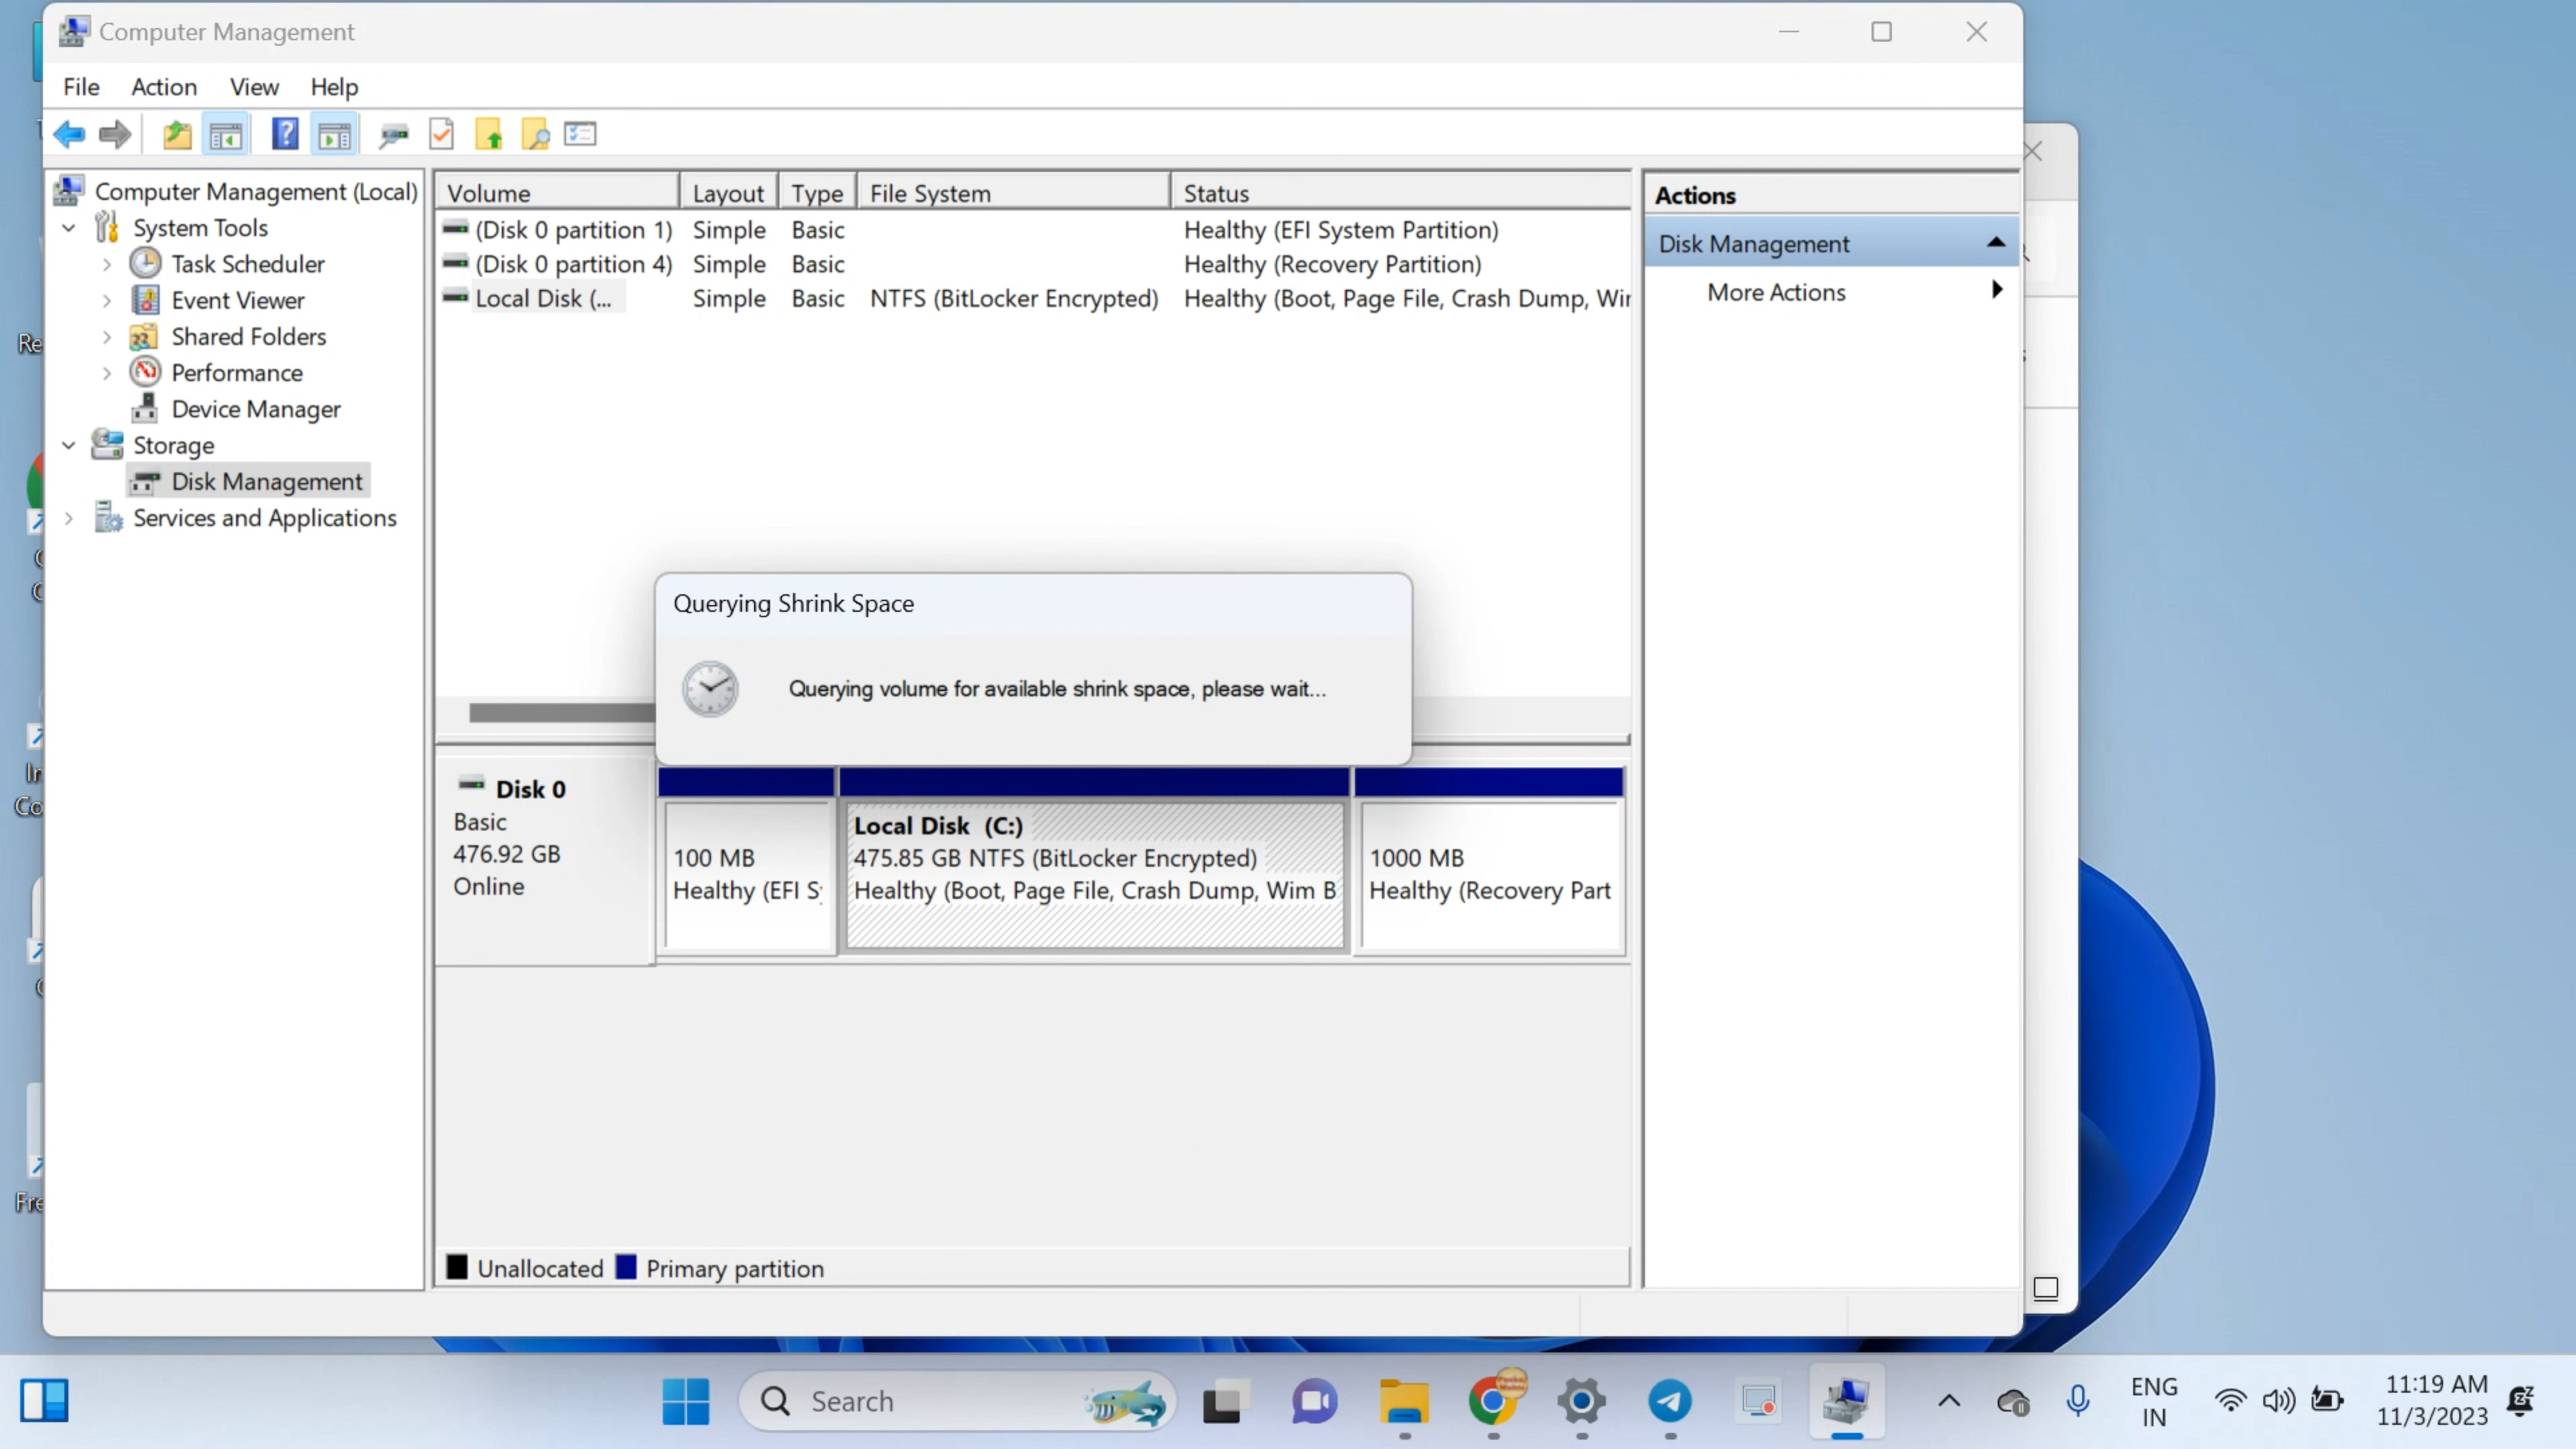 Computer Management
File Action View Help
Computer Management (Local)
System Tools
Task Scheduler
Event Viewer
Shared Folders
Performance
Device Manager
Storage
Disk Management
Services and Applications
Volume Layout Type File System Status
(Disk 0 partition 1) Simple Basic Healthy (EFI System Partition)
(Disk 0 partition 4) Simple Basic Healthy (Recovery Partition)
Local Disk (... Simple Basic NTFS (BitLocker Encrypted) Healthy (Boot, Page File, Crash Dump, Wir
Actions
Disk Management
More Actions
Querying Shrink Space
Querying volume for available shrink space, please wait...
Disk 0
Basic
476.92 GB
Online
100 MB
Healthy (EFI S
Local Disk (C:)
475.85 GB NTFS (BitLocker Encrypted)
Healthy (Boot, Page File, Crash Dump, Wim B
1000 MB
Healthy (Recovery Part
Unallocated Primary partition
Re
Co
Fre
Search
ENG
IN
11:19 AM
11/3/2023